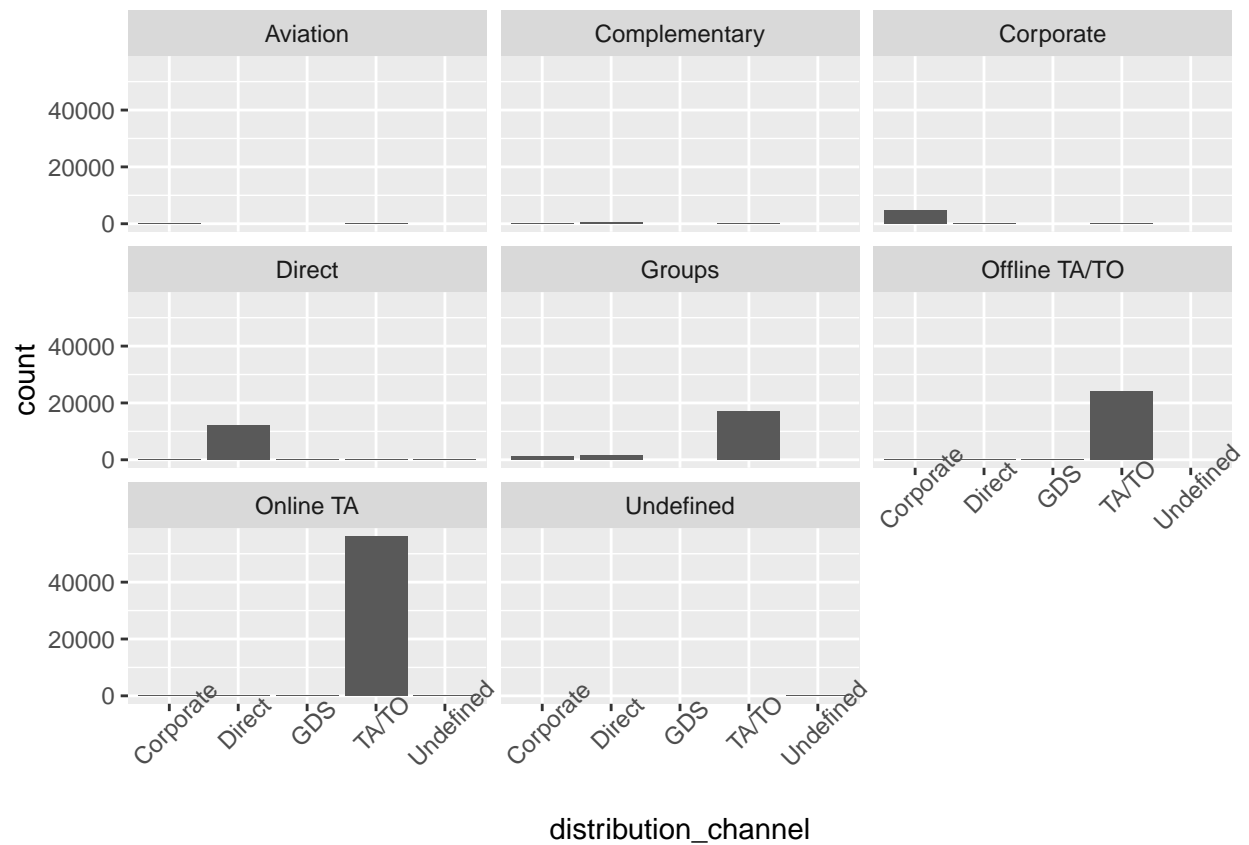 Aviation
Complementary
Corporate
40000
20000
0
Direct
Groups
Offline TA/TO
count
40000
20000
0
Corporate
Direct
GDS
TA/TO
Undefined
Online TA
Undefined
40000
20000
0
Corporate
Direct
GDS
TA/TO
Undefined
Corporate
Direct
GDS
TA/TO
Undefined
distribution_channel